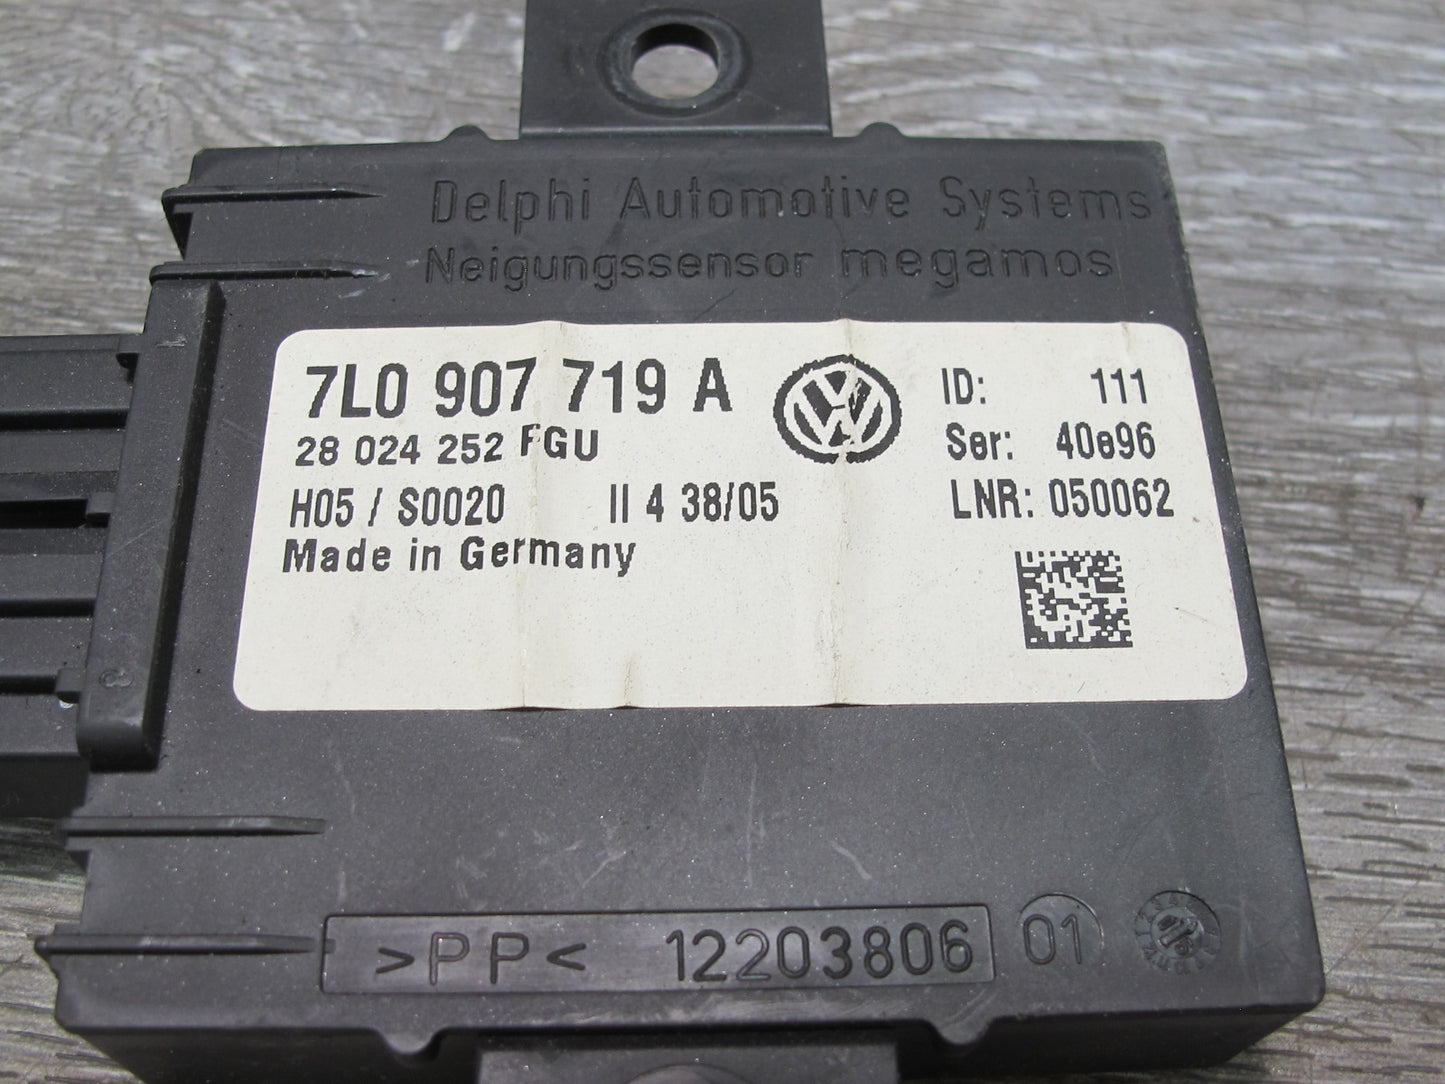 Delphi Automotive Systems
Neigungssensor megamos
7L0 907 719 A
28 024 252 FGU
H05 / S0020 II 4 38/05
Made in Germany
ID: 111
Ser: 40e96
LNR: 050062
>PP< 12203806 01